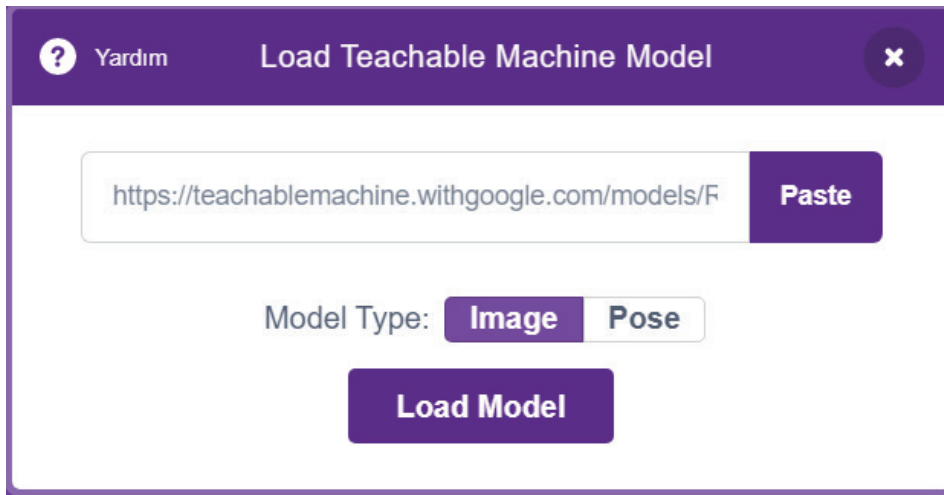 ? Yardım Load Teachable Machine Model ×
https://teachablemachine.withgoogle.com/models/R Paste
Model Type: Image Pose
Load Model